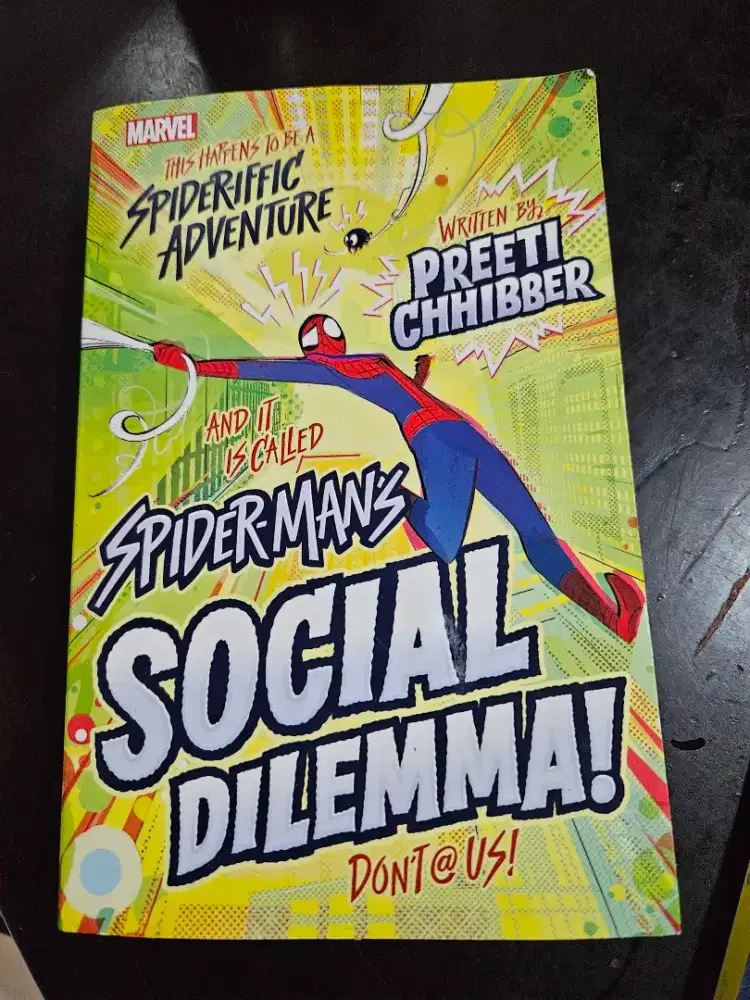 MARVEL
THIS HAPPENS TO BE A
SPIDER-IFFIC
ADVENTURE
WRITTEN BY
PREETI
CHHIBBER
AND IT
IS CALLED
SPIDER-MAN'S
SOCIAL
DILEMMA!
DON'T @ US!